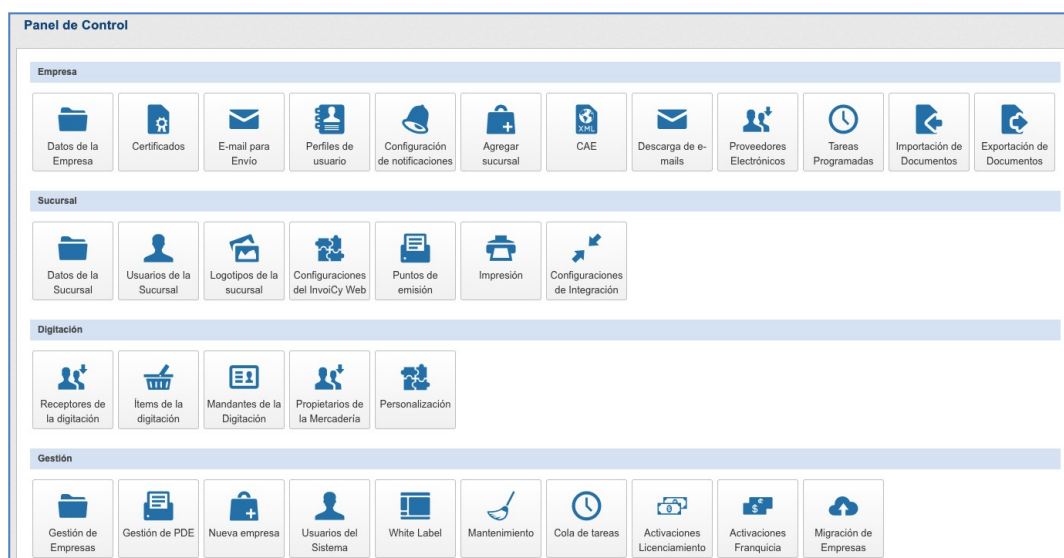 Panel de Control
Empresa
Datos de la
Empresa
Certificados
E-mail para
Envío
Perfiles de
usuario
Configuración
de notificaciones
Agregar
sucursal
XML
CAE
Descarga de e-
mails
Proveedores
Electrónicos
Tareas
Programadas
Importación de
Documentos
Exportación de
Documentos
Sucursal
Datos de la
Sucursal
Usuarios de la
Sucursal
Logotipos de la
sucursal
Configuraciones
del InvoiCy Web
Puntos de
emisión
Impresión
Configuraciones
de Integración
Digitación
Receptores de
la digitación
Ítems de la
digitación
Mandantes de la
Digitación
Propietarios de
la Mercadería
Personalización
Gestión
Gestión de
Empresas
Gestión de PDE
Nueva empresa
Usuarios del
Sistema
White Label
Mantenimiento
Cola de tareas
Activaciones
Licenciamiento
Activaciones
Franquicia
Migración de
Empresas